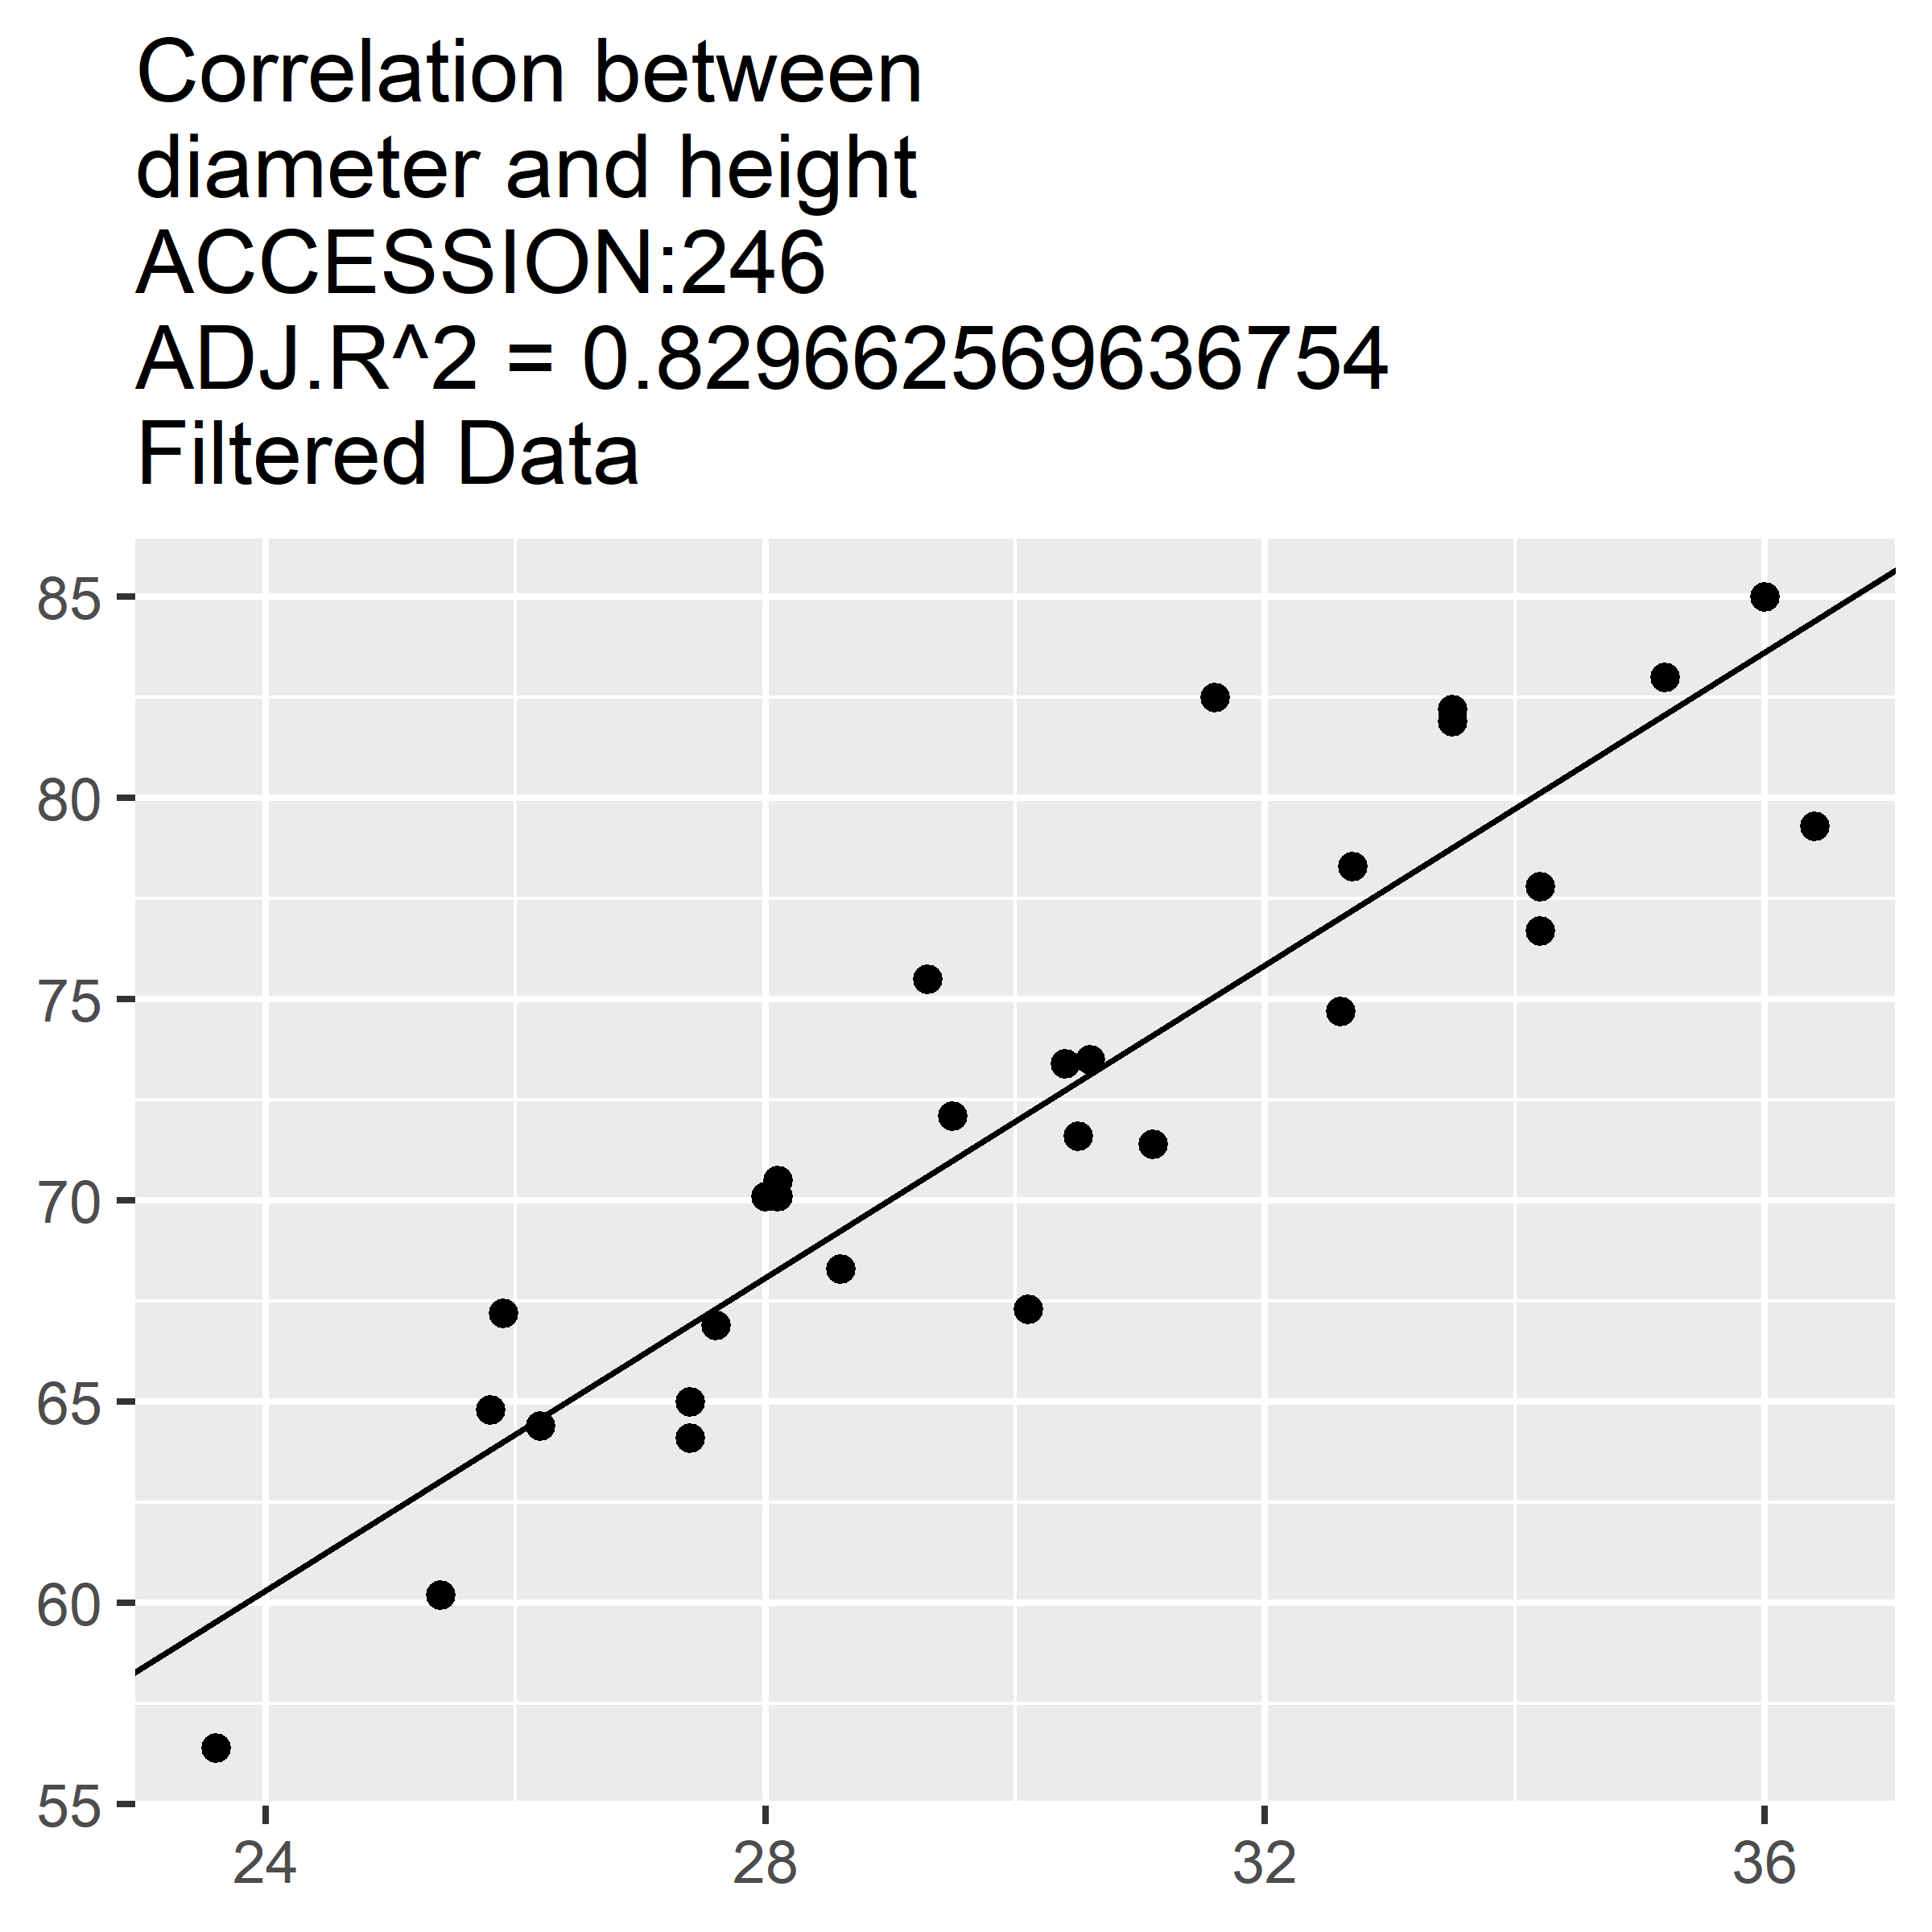 Correlation between
diameter and height
ACCESSION:246
ADJ.R^2 = 0.829662569636754
Filtered Data
85
80
75
70
65
60
55
24 28 32 36